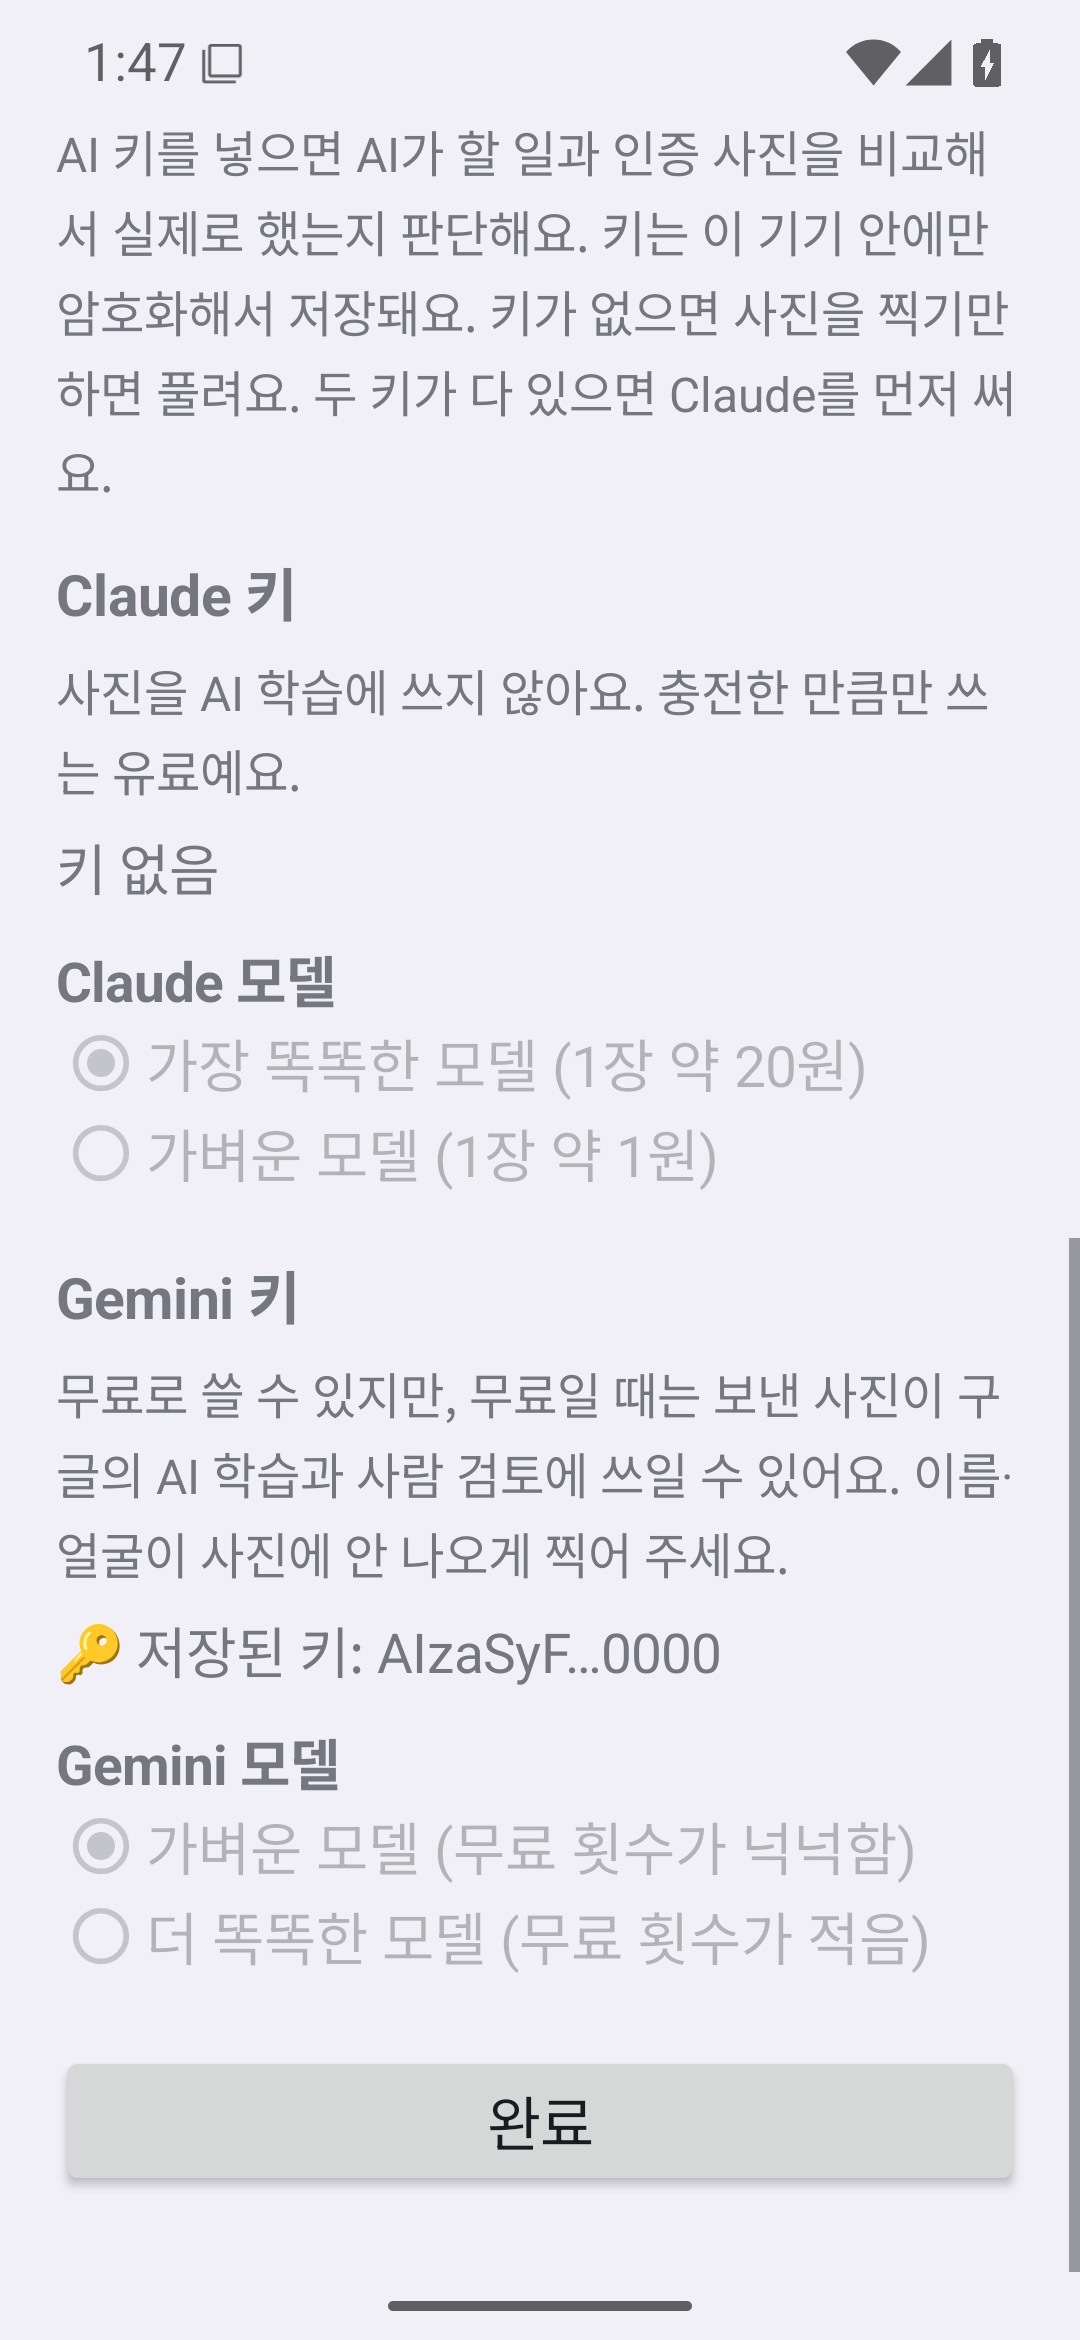 1:47
AI 키를 넣으면 AI가 할 일과 인증 사진을 비교해
서 실제로 했는지 판단해요. 키는 이 기기 안에만
암호화해서 저장돼요. 키가 없으면 사진을 찍기만
하면 풀려요. 두 키가 다 있으면 Claude를 먼저 써
요.
Claude 키
사진을 AI 학습에 쓰지 않아요. 충전한 만큼만 쓰
는 유료예요.
키 없음
Claude 모델
가장 똑똑한 모델 (1장 약 20원)
가벼운 모델 (1장 약 1원)
Gemini 키
무료로 쓸 수 있지만, 무료일 때는 보낸 사진이 구
글의 AI 학습과 사람 검토에 쓰일 수 있어요. 이름·
얼굴이 사진에 안 나오게 찍어 주세요.
🔑 저장된 키: AIzaSyF…0000
Gemini 모델
가벼운 모델 (무료 횟수가 넉넉함)
더 똑똑한 모델 (무료 횟수가 적음)
완료